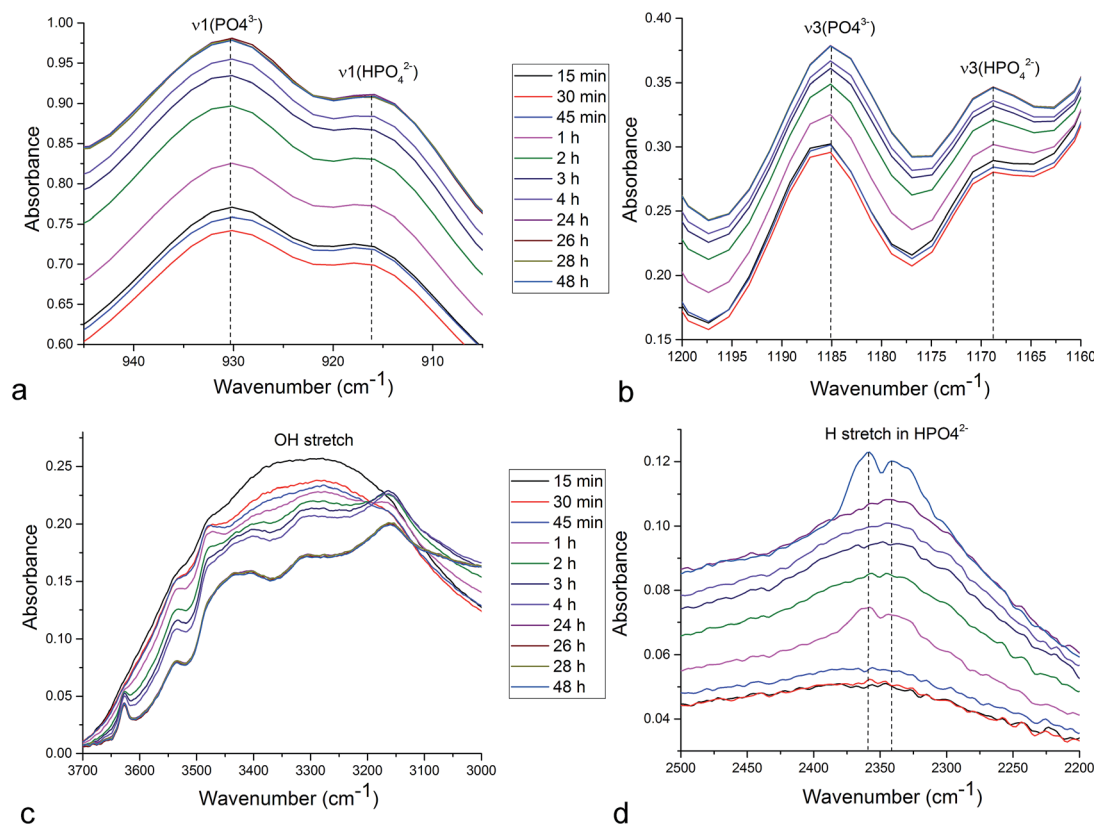 ν1(PO4³⁻)
ν1(HPO₄²⁻)
1.00
0.95
0.90
0.85
0.80
0.75
0.70
0.65
0.60
Absorbance
940
930
920
910
Wavenumber (cm⁻¹)
a
15 min
30 min
45 min
1 h
2 h
3 h
4 h
24 h
26 h
28 h
48 h
ν3(PO4³⁻)
ν3(HPO₄²⁻)
0.40
0.35
0.30
0.25
0.20
0.15
Absorbance
1200
1195
1190
1185
1180
1175
1170
1165
1160
Wavenumber (cm⁻¹)
b
OH stretch
0.25
0.20
0.15
0.10
0.05
0.00
Absorbance
3700
3600
3500
3400
3300
3200
3100
3000
Wavenumber (cm⁻¹)
c
15 min
30 min
45 min
1 h
2 h
3 h
4 h
24 h
26 h
28 h
48 h
H stretch in HPO4²⁻
0.12
0.10
0.08
0.06
0.04
Absorbance
2500
2450
2400
2350
2300
2250
2200
Wavenumber (cm⁻¹)
d